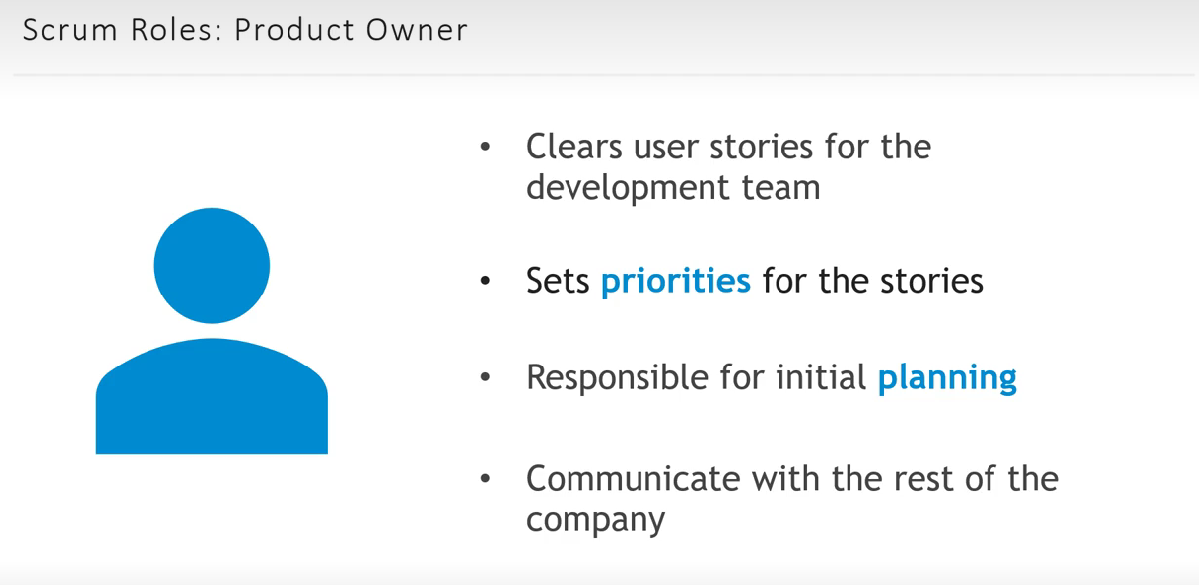 Scrum Roles: Product Owner
• Clears user stories for the
development team
• Sets priorities for the stories
• Responsible for initial planning
• Communicate with the rest of the
company